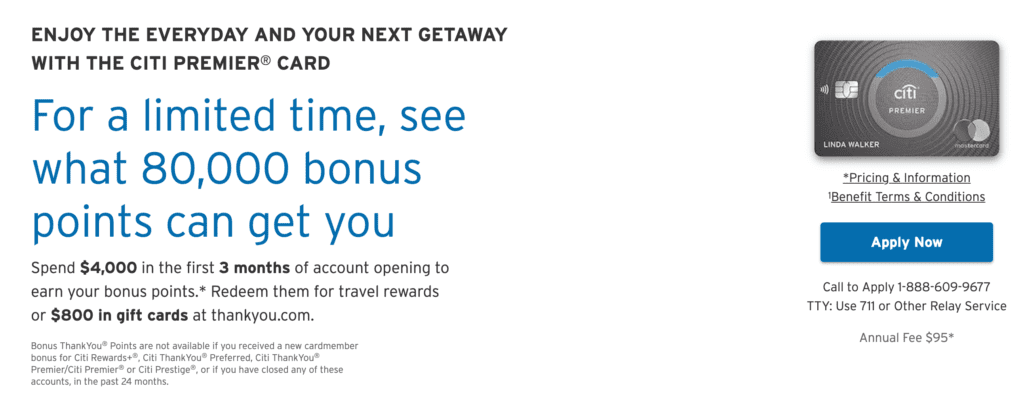 ENJOY THE EVERYDAY AND YOUR NEXT GETAWAY
WITH THE CITI PREMIER® CARD
For a limited time, see
what 80,000 bonus
points can get you
Spend $4,000 in the first 3 months of account opening to
earn your bonus points.* Redeem them for travel rewards
or $800 in gift cards at thankyou.com.
Bonus ThankYou® Points are not available if you received a new cardmember
bonus for Citi Rewards+®, Citi ThankYou® Preferred, Citi ThankYou®
Premier/Citi Premier® or Citi Prestige®, or if you have closed any of these
accounts, in the past 24 months.
citi
PREMIER
LINDA WALKER
mastercard
*Pricing & Information
¹Benefit Terms & Conditions
Apply Now
Call to Apply 1-888-609-9677
TTY: Use 711 or Other Relay Service
Annual Fee $95*